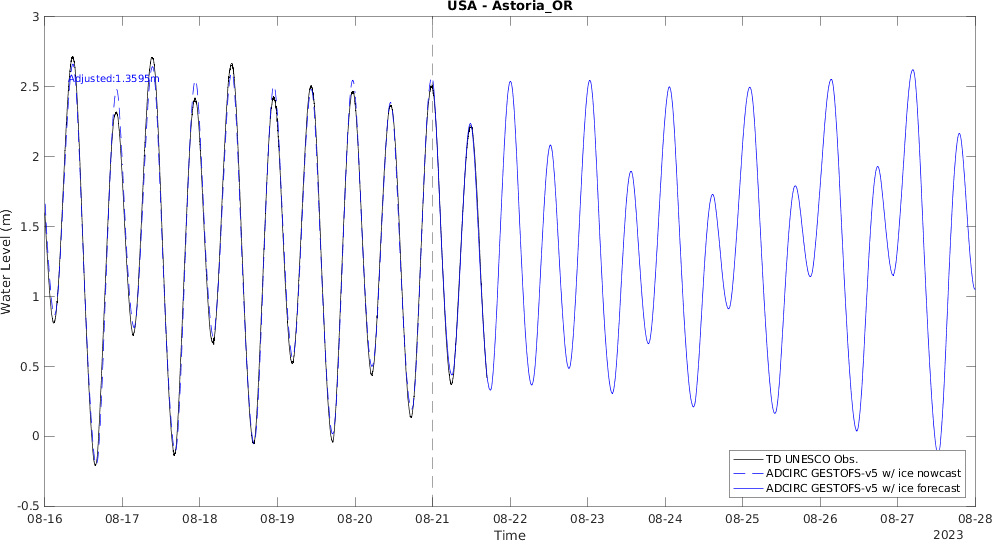 USA - Astoria_OR
Adjusted:1.3595m
Water Level (m)
3
2.5
2
1.5
1
0.5
0
-0.5
08-16 08-17 08-18 08-19 08-20 08-21 08-22 08-23 08-24 08-25 08-26 08-27 08-28
Time
2023
TD UNESCO Obs.
ADCIRC GESTOFS-v5 w/ ice nowcast
ADCIRC GESTOFS-v5 w/ ice forecast